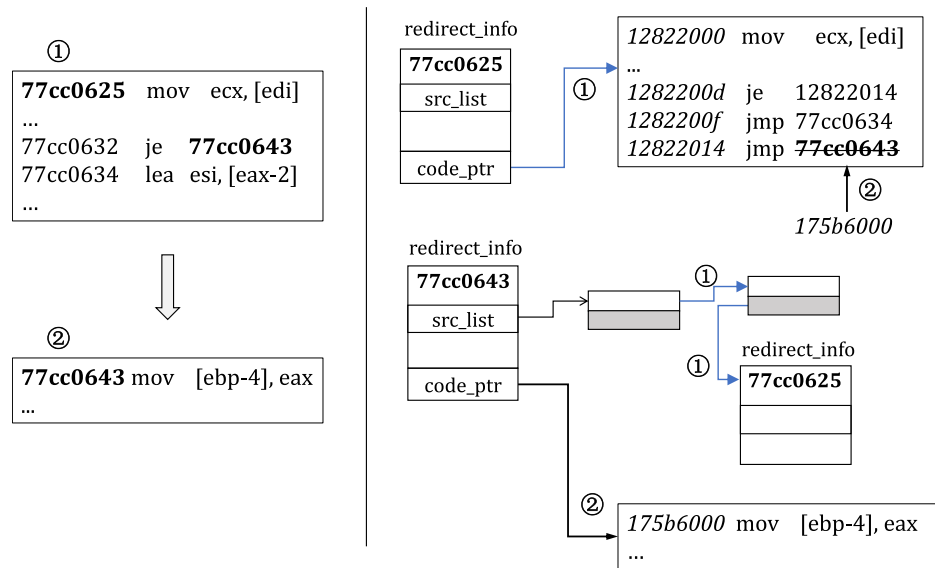 ①
77cc0625 mov ecx, [edi]
...
77cc0632 je 77cc0643
77cc0634 lea esi, [eax-2]
...
②
77cc0643 mov [ebp-4], eax
...
redirect_info
77cc0625
src_list
code_ptr
①
12822000 mov ecx, [edi]
...
1282200d je 12822014
1282200f jmp 77cc0634
12822014 jmp 77cc0643
②
175b6000
redirect_info
77cc0643
src_list
code_ptr
①
①
redirect_info
77cc0625
②
175b6000 mov [ebp-4], eax
...